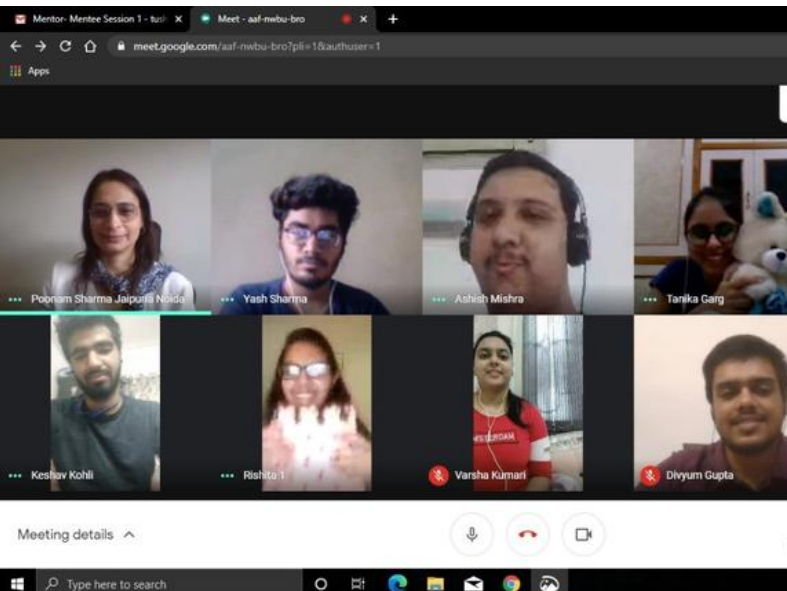 Mentor- Mentee Session 1 - tush
Meet - aaf-nwbu-bro
meet.google.com/aaf-nwbu-bro?pli=1&authuser=1
Apps
Poonam Sharma Jaipuria Noida
Yash Sharma
Ashish Mishra
Tanika Garg
Keshav Kohli
Rishita 1
Varsha Kumari
Divyum Gupta
Meeting details
Type here to search